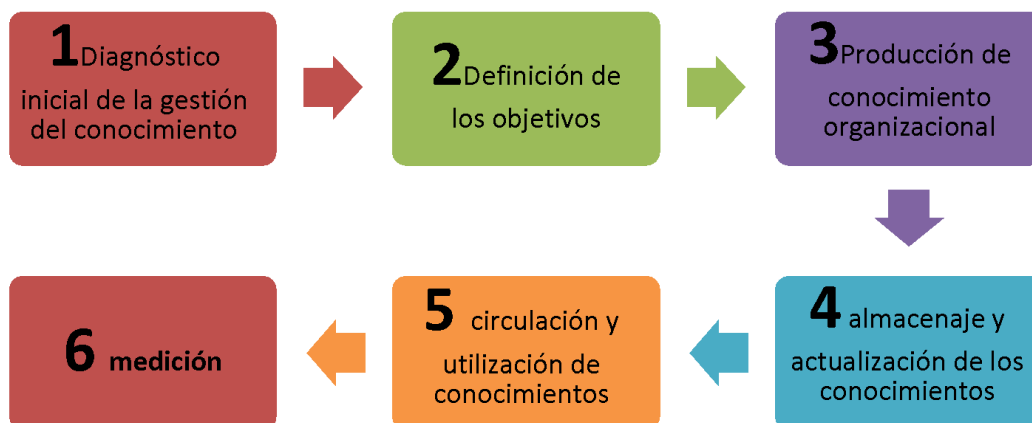 1Diagnóstico
inicial de la gestión
del conocimiento
2Definición de
los objetivos
3Producción de
conocimiento
organizacional
4 almacenaje y
actualización de los
conocimientos
5 circulación y
utilización de
conocimientos
6 medición